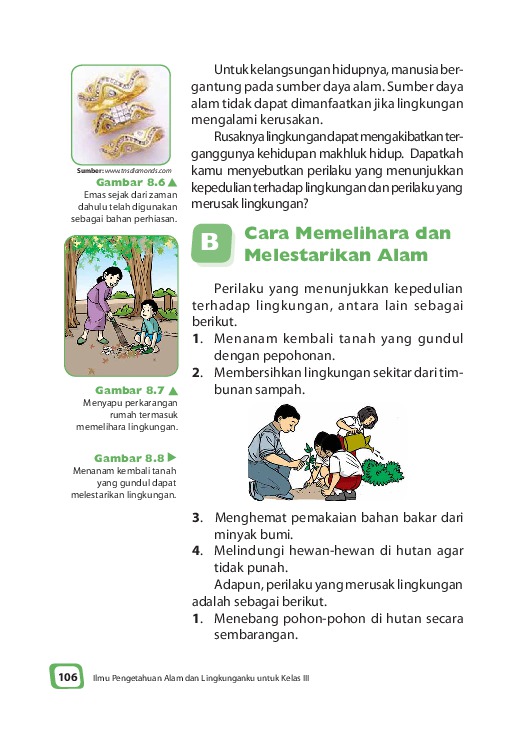 Untuk kelangsungan hidupnya, manusia ber-
gantung pada sumber daya alam. Sumber daya
alam tidak dapat dimanfaatkan jika lingkungan
mengalami kerusakan.
Rusaknya lingkungan dapat mengakibatkan ter-
ganggunya kehidupan makhluk hidup. Dapatkah
kamu menyebutkan perilaku yang menunjukkan
kepedulian terhadap lingkungan dan perilaku yang
merusak lingkungan?
Sumber: www.tnsdiamonds.com
Gambar 8.6
Emas sejak dari zaman
dahulu telah digunakan
sebagai bahan perhiasan.
B
Cara Memelihara dan
Melestarikan Alam
Perilaku yang menunjukkan kepedulian
terhadap lingkungan, antara lain sebagai
berikut.
1. Menanam kembali tanah yang gundul
dengan pepohonan.
2. Membersihkan lingkungan sekitar dari tim-
bunan sampah.
Gambar 8.7
Menyapu perkarangan
rumah termasuk
memelihara lingkungan.
Gambar 8.8
Menanam kembali tanah
yang gundul dapat
melestarikan lingkungan.
3. Menghemat pemakaian bahan bakar dari
minyak bumi.
4. Melindungi hewan-hewan di hutan agar
tidak punah.
Adapun, perilaku yang merusak lingkungan
adalah sebagai berikut.
1. Menebang pohon-pohon di hutan secara
sembarangan.
106 Ilmu Pengetahuan Alam dan Lingkunganku untuk Kelas III